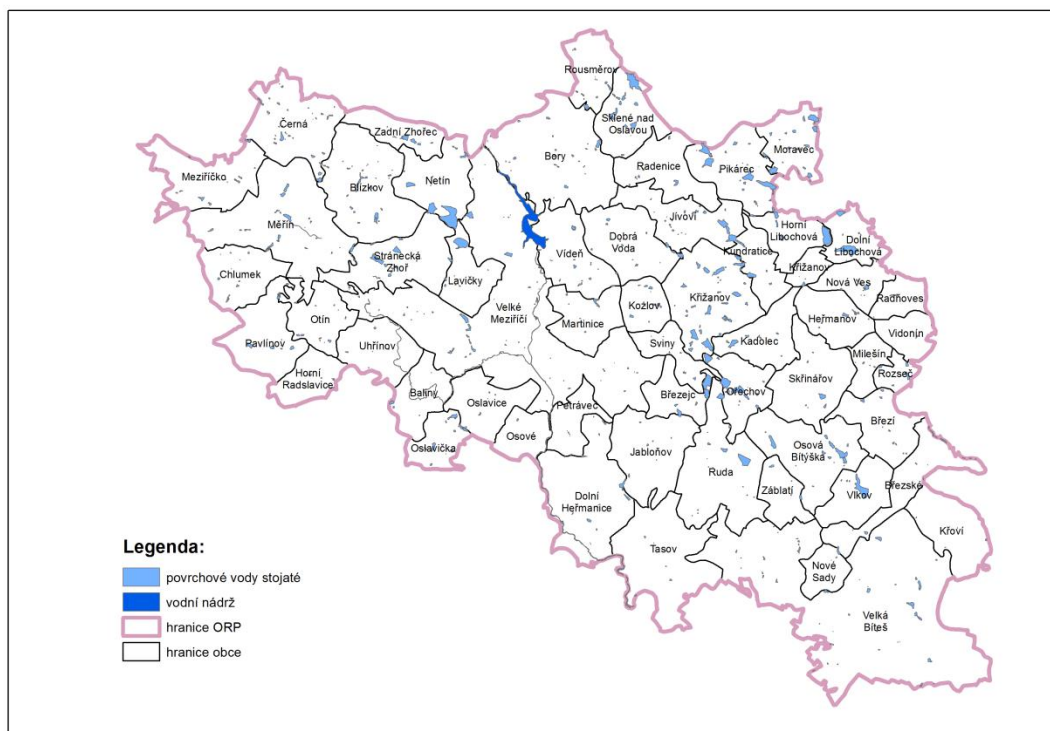 Rousměrov
Černá
Zadní Zhořec
Sklené nad
Oslavou
Moravec
Bory
Radenice
Pikárec
Meziříčko
Blízkov
Netín
Měřín
Jívoví
Horní
Libochová
Dolní
Libochová
Dobrá
Voda
Kundratice
Stránecká
Zhoř
Vídeň
Křižanov
Chlumek
Lavičky
Nová Ves
Radňoves
Křižanov
Kozlov
Velké
Meziříčí
Heřmanov
Otín
Martinice
Vidonín
Pavlínov
Uhřínov
Sviny
Kadolec
Milešín
Rozseč
Horní
Radslavice
Skřinářov
Baliny
Březejc
Ořechov
Oslavice
Petrávec
Březí
Osové
Oslavička
Jabloňov
Osová
Bítýška
Ruda
Záblatí
Vlkov
Březské
Dolní
Heřmanice
Křoví
Tasov
Nové
Sady
Velká
Bíteš
Legenda:
povrchové vody stojaté
vodní nádrž
hranice ORP
hranice obce